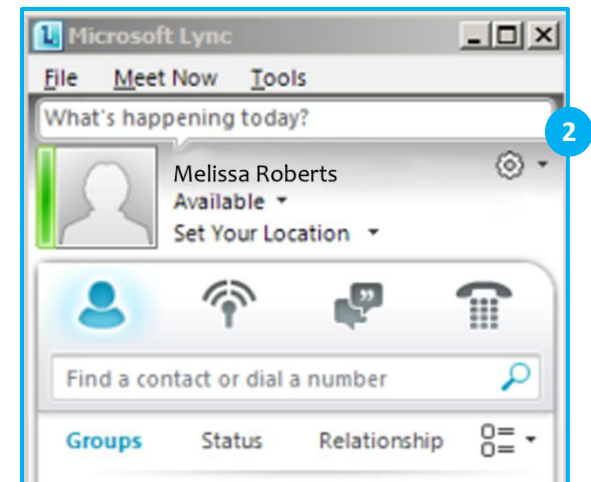 Microsoft Lync
File Meet Now Tools
What's happening today?
2
Melissa Roberts
Available
Set Your Location
Find a contact or dial a number
Groups Status Relationship